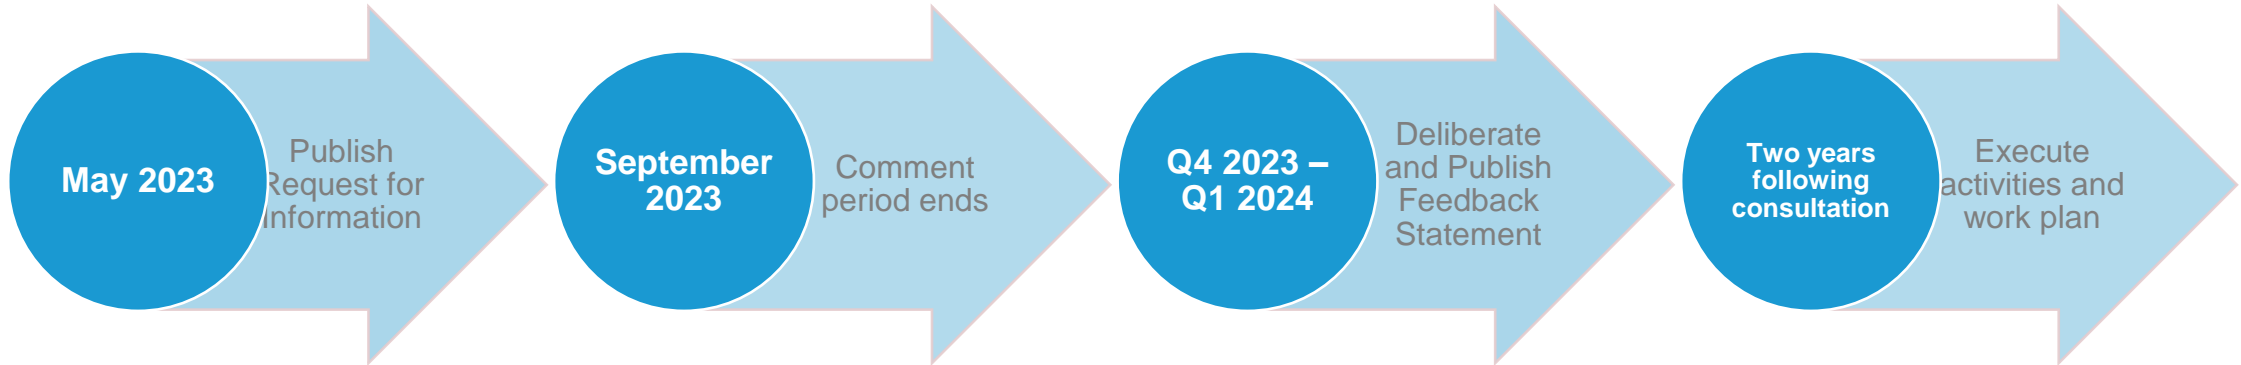 May 2023
Publish
Request for
Information
September
2023
Comment
period ends
Q4 2023 –
Q1 2024
Deliberate
and Publish
Feedback
Statement
Two years
following
consultation
Execute
activities and
work plan